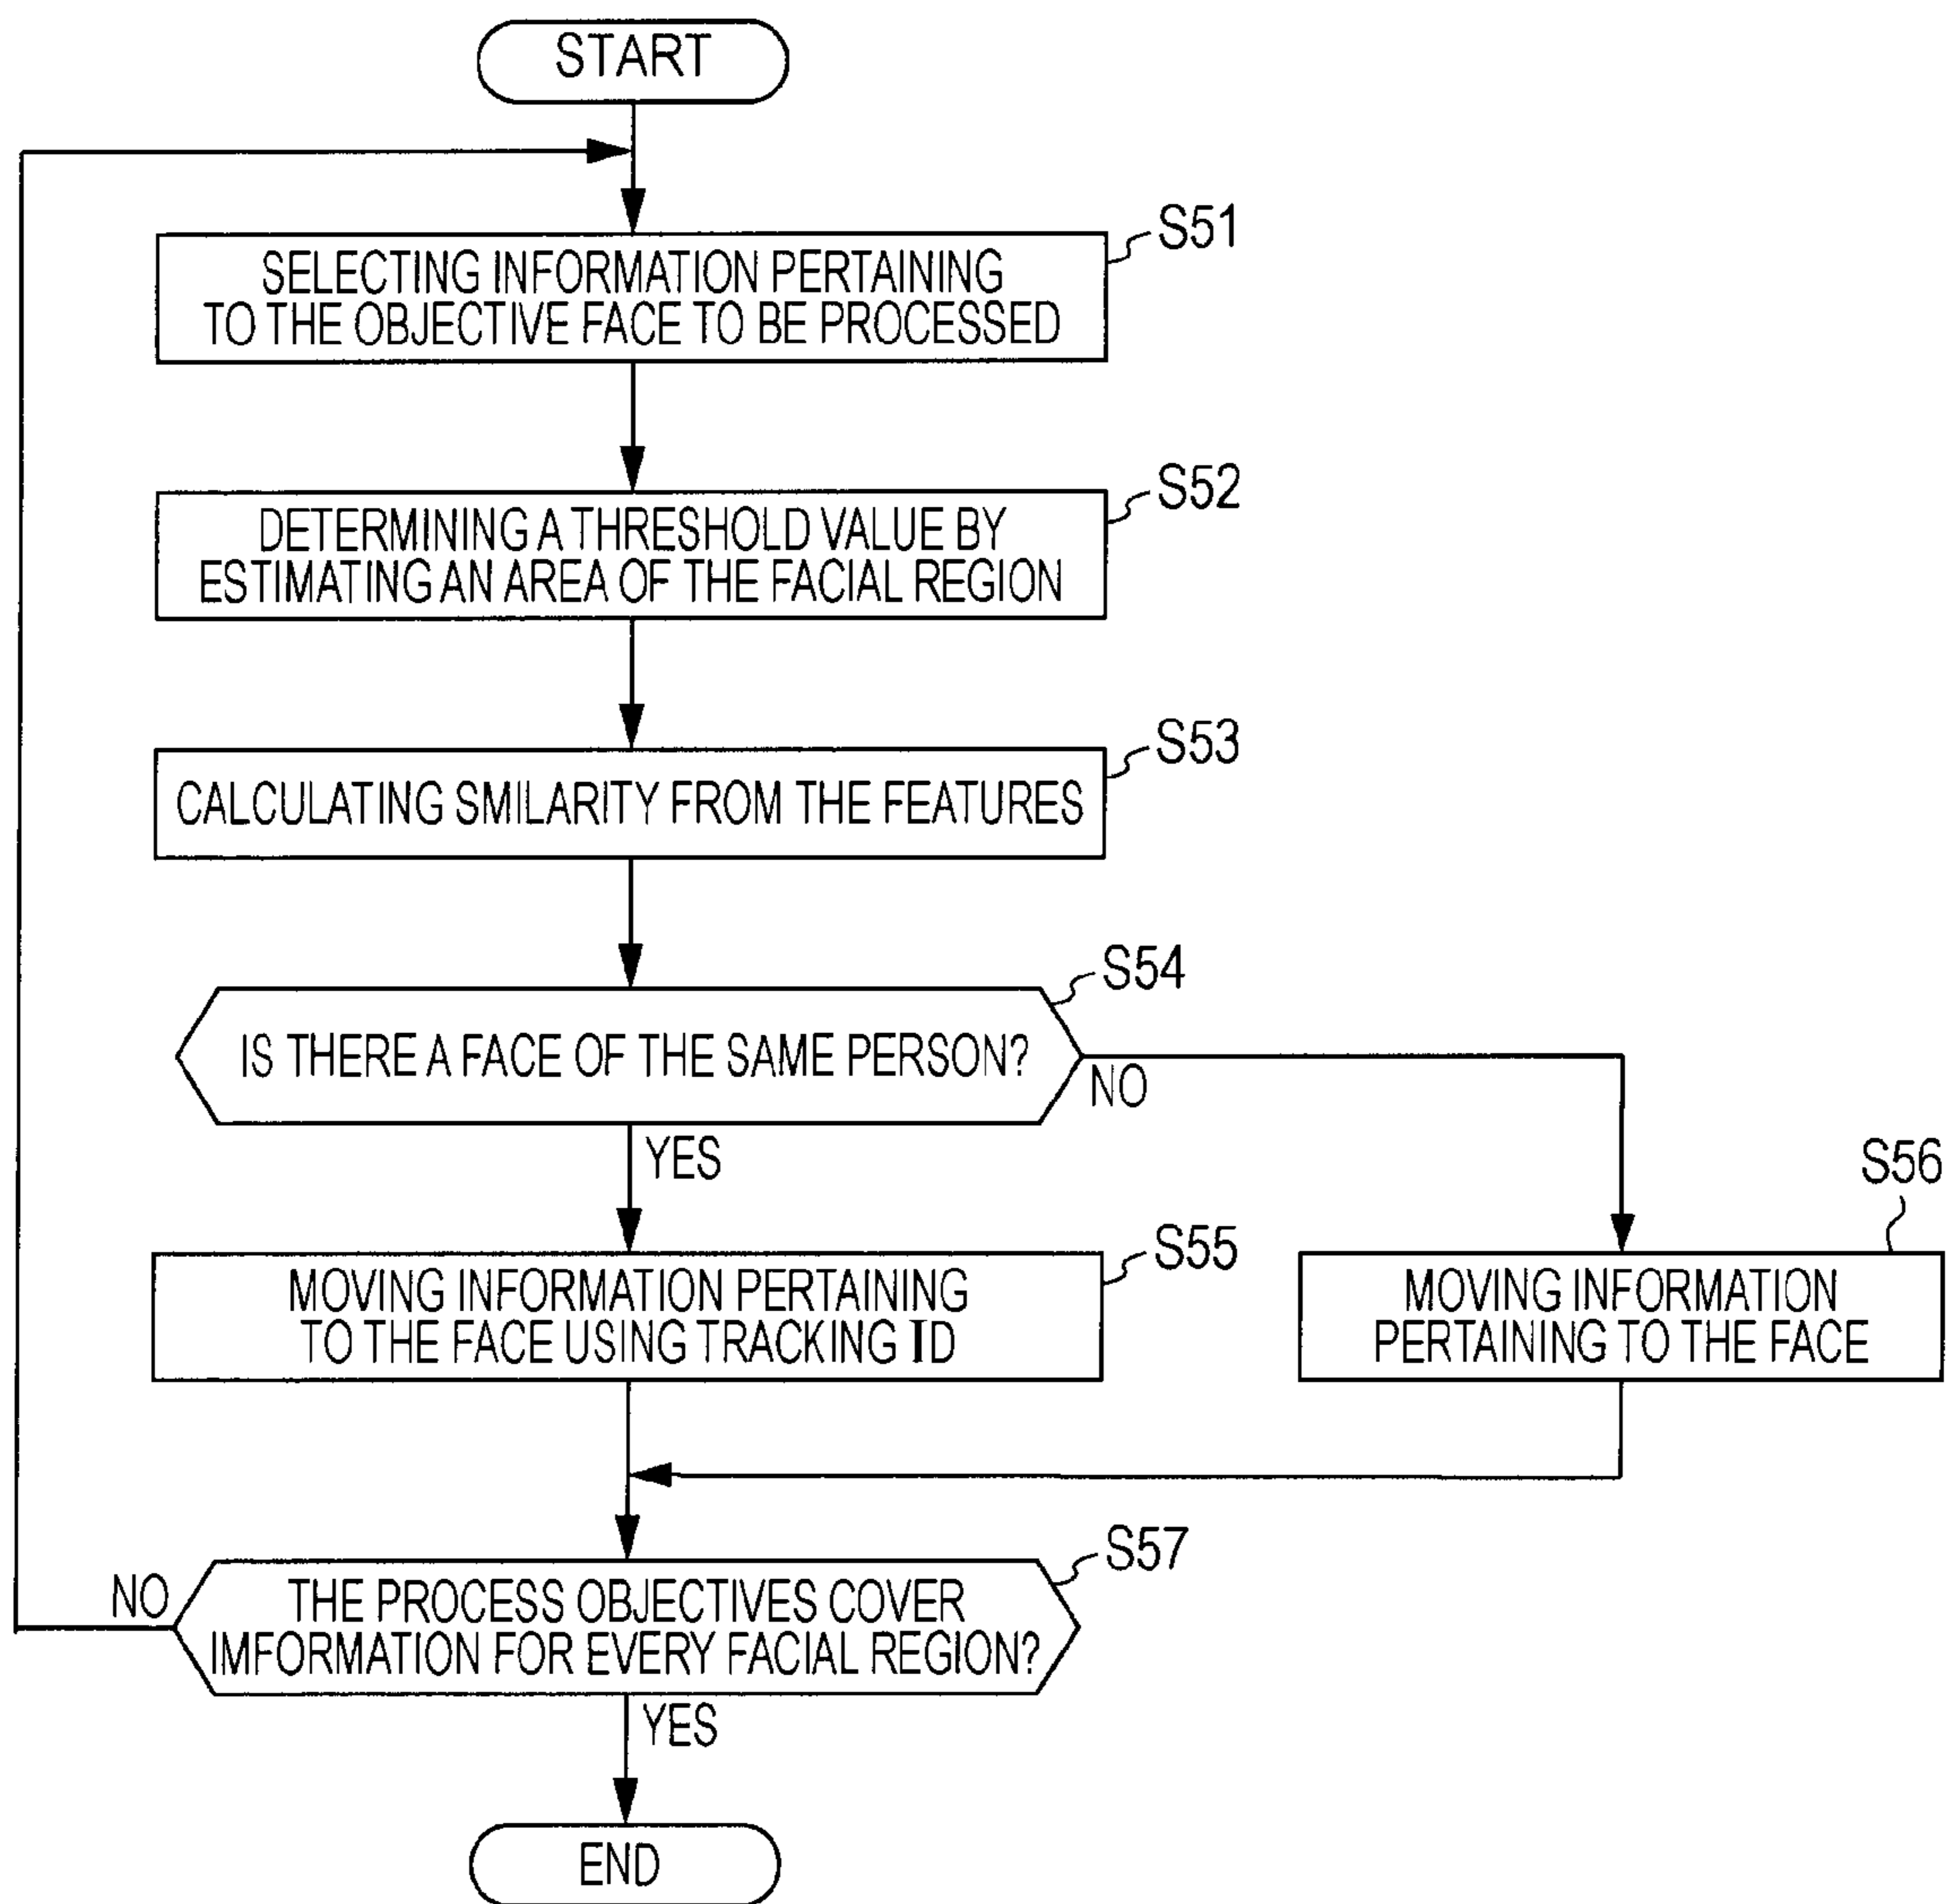 START
S51
SELECTING INFORMATION PERTAINING
TO THE OBJECTIVE FACE TO BE PROCESSED
S52
DETERMINING A THRESHOLD VALUE BY
ESTIMATING AN AREA OF THE FACIAL REGION
S53
CALCULATING SMILARITY FROM THE FEATURES
S54
IS THERE A FACE OF THE SAME PERSON?
NO
YES
S55
MOVING INFORMATION PERTAINING
TO THE FACE USING TRACKING ID
S56
MOVING INFORMATION
PERTAINING TO THE FACE
S57
NO
THE PROCESS OBJECTIVES COVER
IMFORMATION FOR EVERY FACIAL REGION?
YES
END